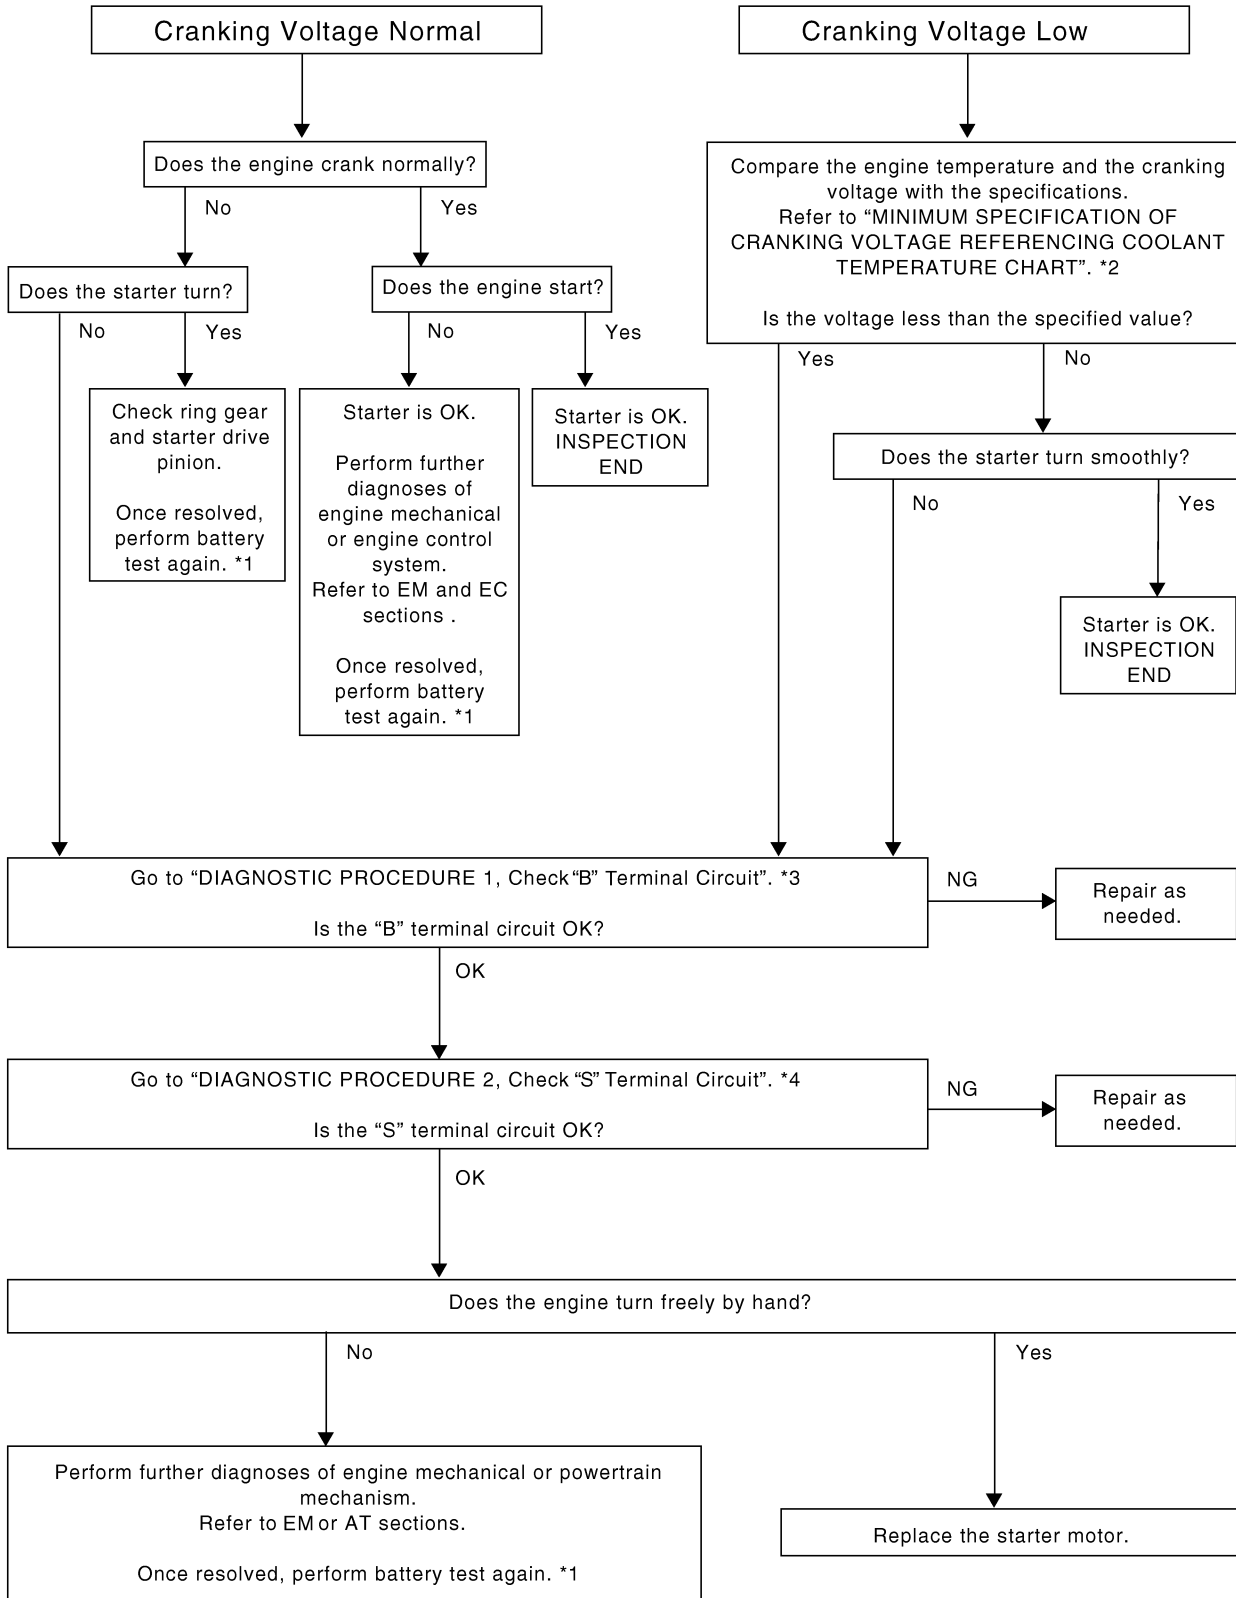 Cranking Voltage Normal
Cranking Voltage Low
Does the engine crank normally?
No
Yes
Compare the engine temperature and the cranking
voltage with the specifications.
Refer to “MINIMUM SPECIFICATION OF
CRANKING VOLTAGE REFERENCING COOLANT
TEMPERATURE CHART”. *2
Is the voltage less than the specified value?
Does the starter turn?
No
Yes
Does the engine start?
No
Yes
Yes
No
Check ring gear
and starter drive
pinion.
Once resolved,
perform battery
test again. *1
Starter is OK.
Perform further
diagnoses of
engine mechanical
or engine control
system.
Refer to EM and EC
sections .
Once resolved,
perform battery
test again. *1
Starter is OK.
INSPECTION
END
Does the starter turn smoothly?
No
Yes
Starter is OK.
INSPECTION
END
Go to “DIAGNOSTIC PROCEDURE 1, Check “B” Terminal Circuit”. *3
Is the “B” terminal circuit OK?
NG
Repair as
needed.
OK
Go to “DIAGNOSTIC PROCEDURE 2, Check “S” Terminal Circuit”. *4
Is the “S” terminal circuit OK?
NG
Repair as
needed.
OK
Does the engine turn freely by hand?
No
Yes
Perform further diagnoses of engine mechanical or powertrain
mechanism.
Refer to EM or AT sections.
Once resolved, perform battery test again. *1
Replace the starter motor.